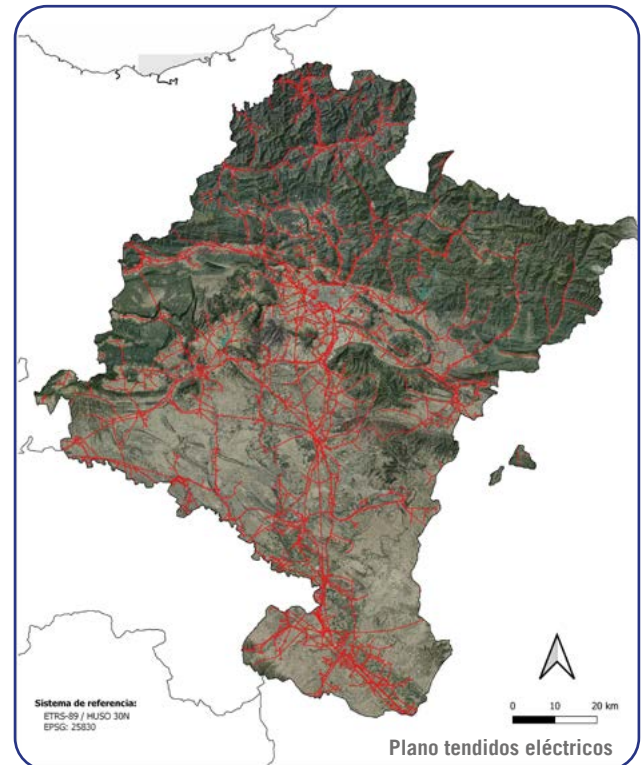 Sistema de referencia:
ETRS-89 / HUSO 30N
EPSG: 25830
0 10 20 km
Plano tendidos eléctricos